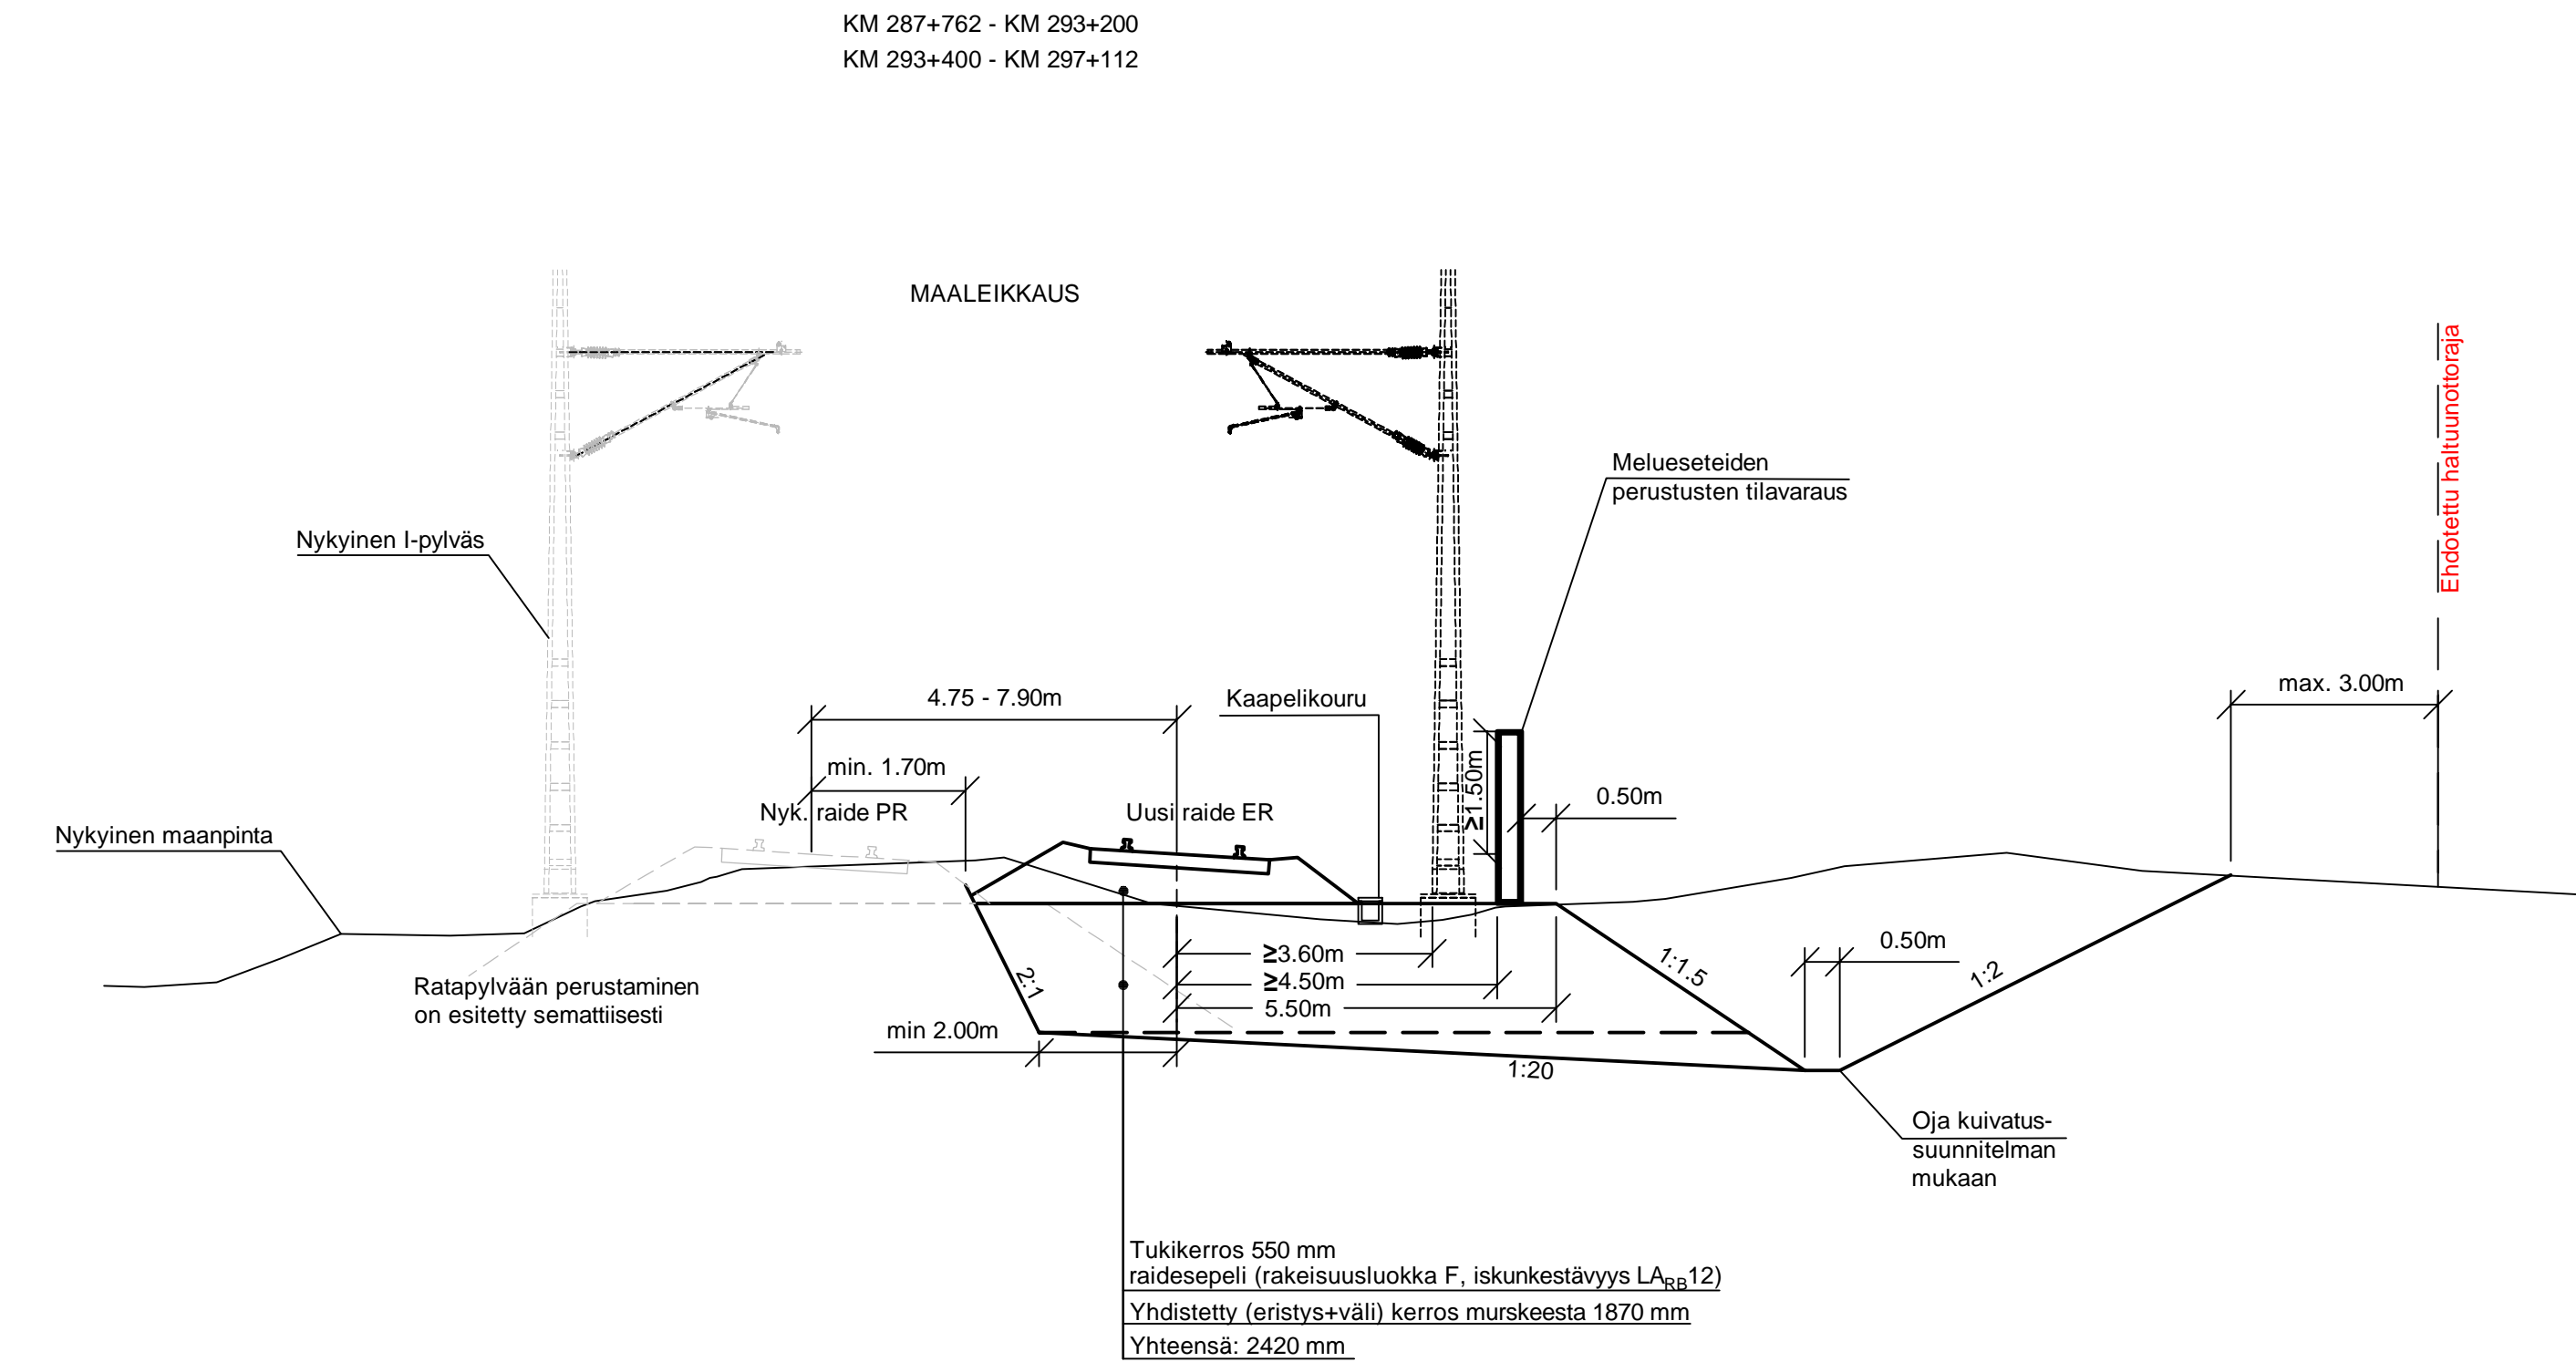 KM 287+762 - KM 293+200
KM 293+400 - KM 297+112
MAALEIKKAUS
Ehdotettu haltuunottoraja
Melueseteiden
perustusten tilavaraus
Nykyinen I-pylväs
max. 3.00m
4.75 - 7.90m
Kaapelikouru
min. 1.70m
≥1.50m
0.50m
Nyk. raide PR
Uusi raide ER
Nykyinen maanpinta
≥3.60m
≥4.50m
5.50m
0.50m
2:1
1:1.5
1:2
Ratapylvään perustaminen
on esitetty semattiisesti
min 2.00m
1:20
Oja kuivatus-
suunnitelman
mukaan
Tukikerros 550 mm
raidesepeli (rakeisuusluokka F, iskunkestävyys LARB12)
Yhdistetty (eristys+väli) kerros murskeesta 1870 mm
Yhteensä: 2420 mm